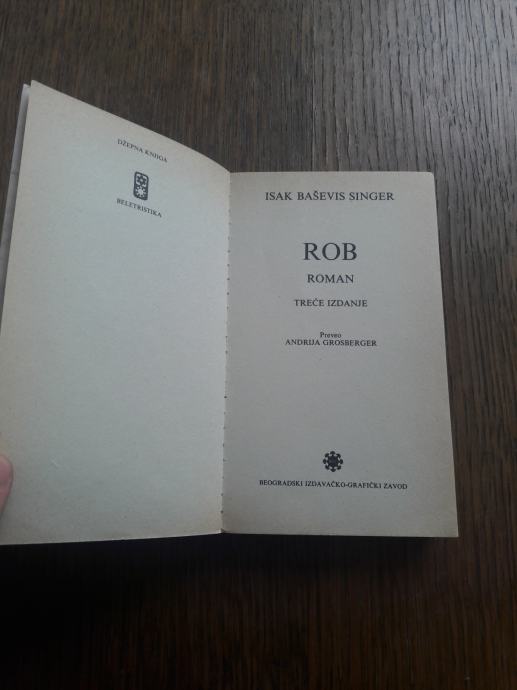 DŽEPNA KNJIGA
BELETRISTIKA
ISAK BAŠEVIS SINGER
ROB
ROMAN
TREĆE IZDANJE
Preveo
ANDRIJA GROSBERGER
BEOGRADSKI IZDAVAČKO-GRAFIČKI ZAVOD